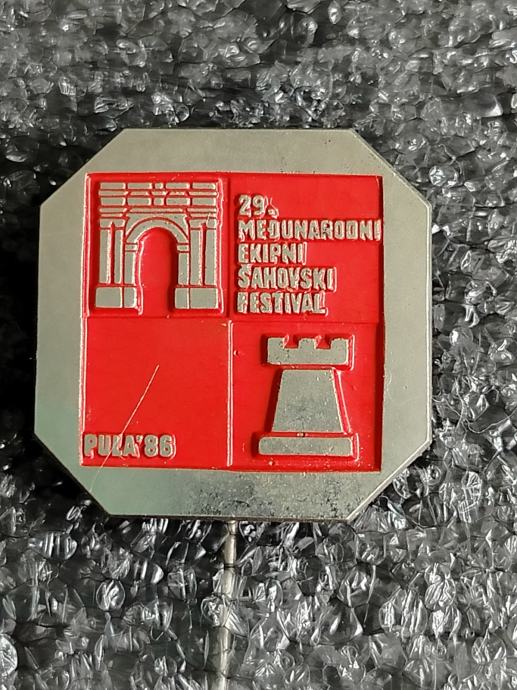 29.
MEĐUNARODNI
EKIPNI
ŠAHOVSKI
FESTIVAL
PULA '86